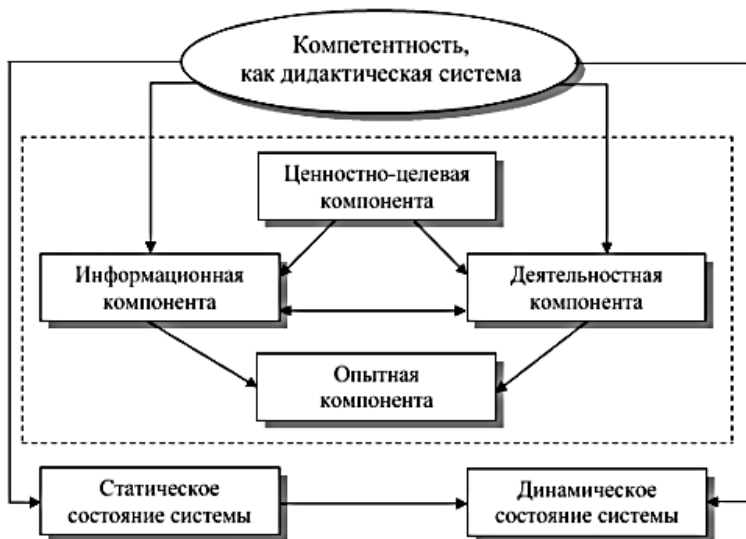 Компетентность,
как дидактическая система
Ценностно-целевая
компонента
Информационная
компонента
Деятельностная
компонента
Опытная
компонента
Статическое
состояние системы
Динамическое
состояние системы